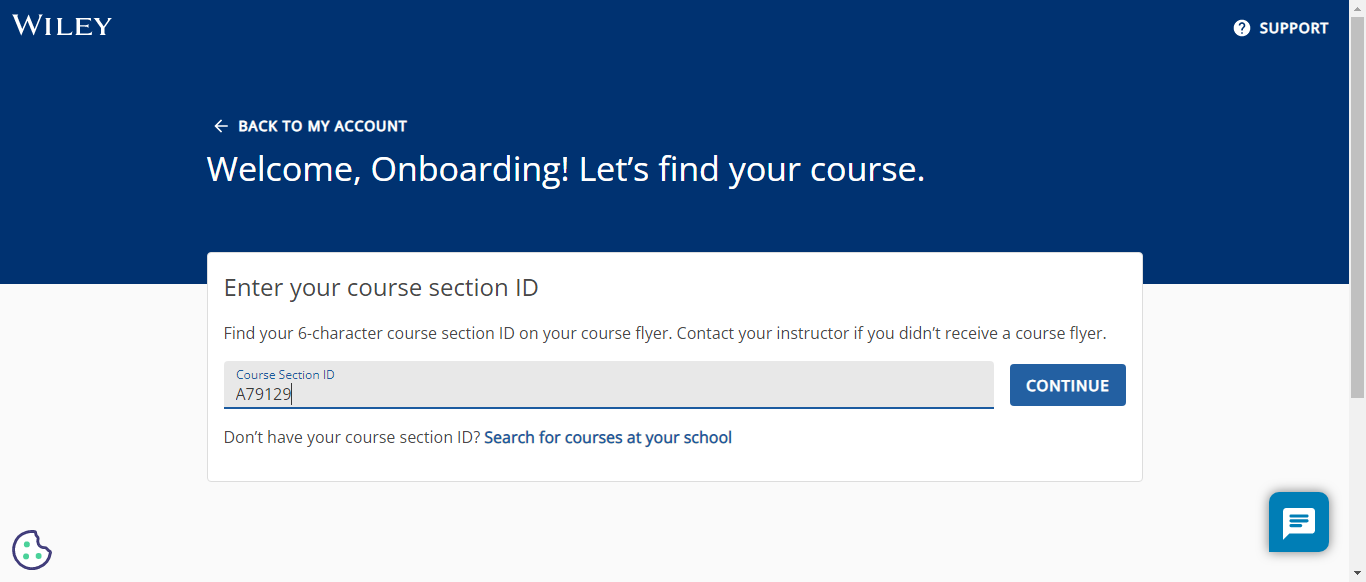 WILEY
SUPPORT
BACK TO MY ACCOUNT
Welcome, Onboarding! Let’s find your course.
Enter your course section ID
Find your 6-character course section ID on your course flyer. Contact your instructor if you didn’t receive a course flyer.
Course Section ID
A79129
CONTINUE
Don’t have your course section ID? Search for courses at your school